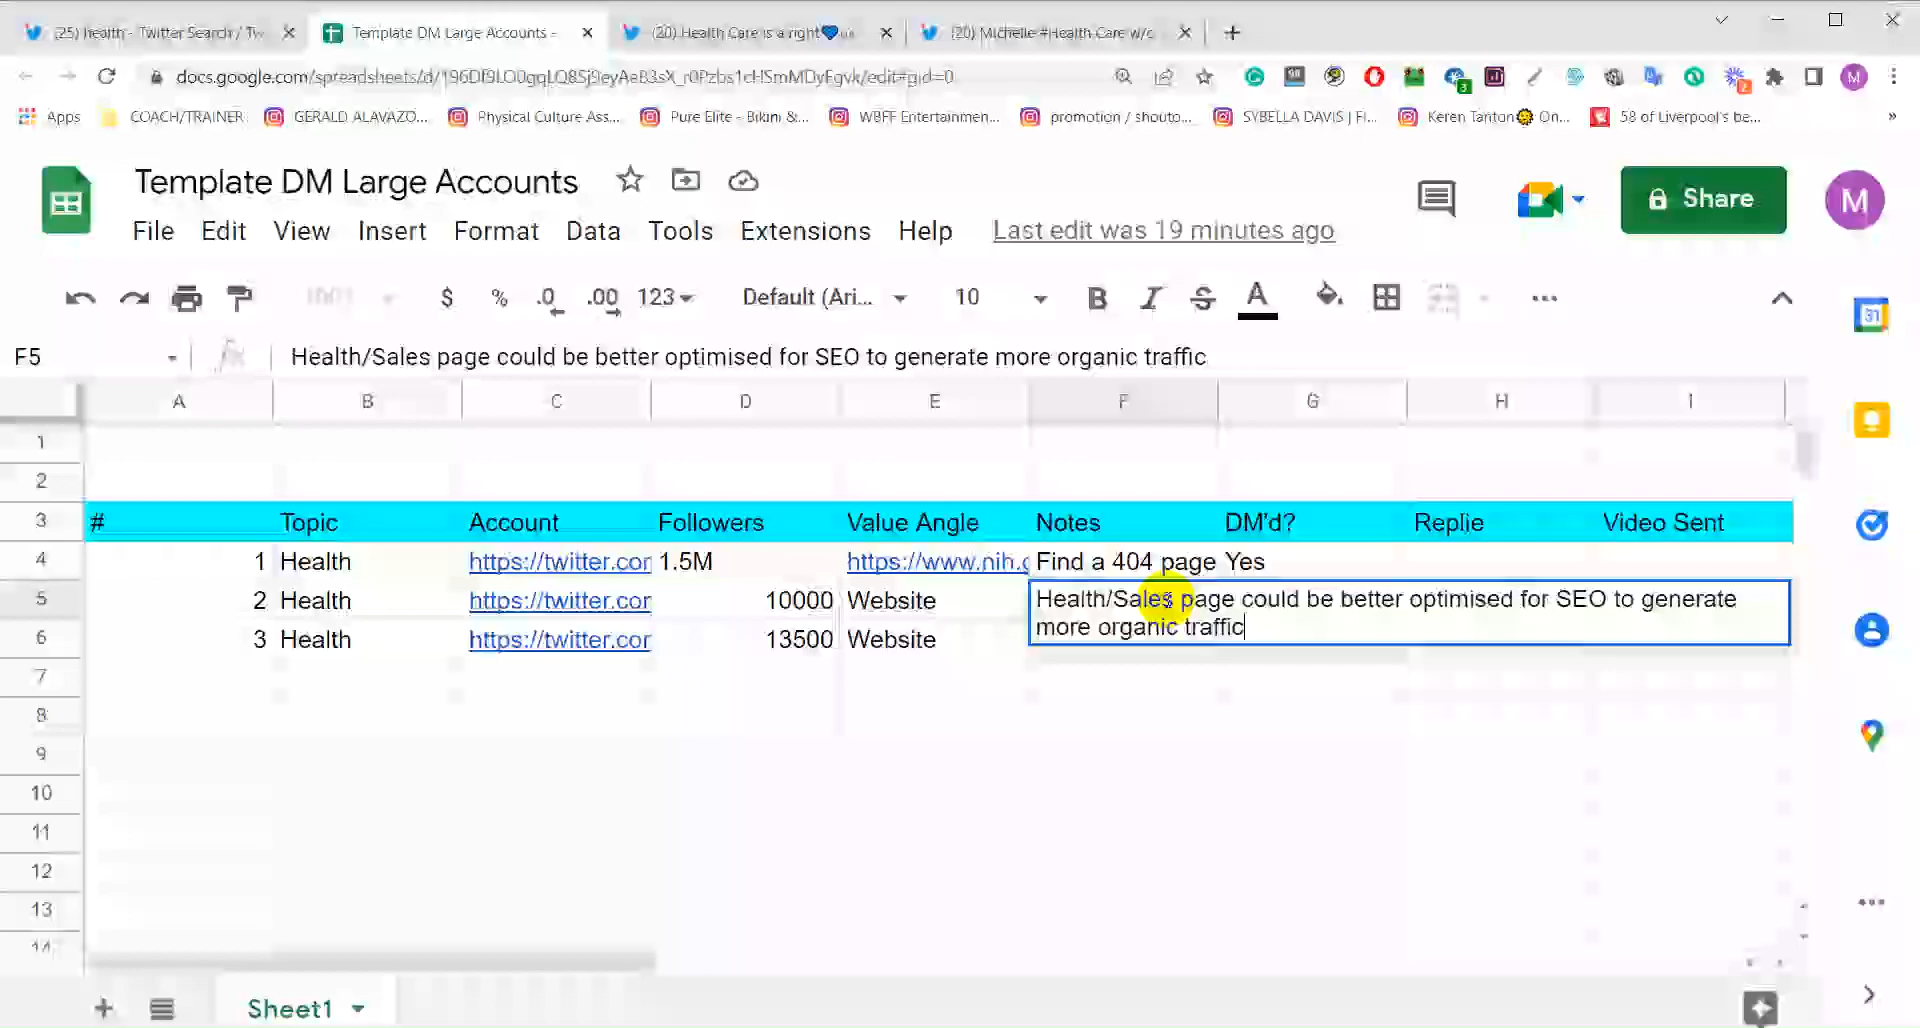 (25) health - Twitter Search / Tw
Template DM Large Accounts -
(20) Health Care is a right💙
(20) Michelle #Health Care w/c
docs.google.com/spreadsheets/d/
/edit#gid=0
3
2
M
Apps
COACH/TRAINER
GERALD ALAVAZO...
Physical Culture Ass...
Pure Elite - Bikini &...
WBFF Entertainmen...
promotion / shouto...
SYBELLA DAVIS | FI...
Keren Tanton🌞 On...
58 of Liverpool's be...
»
Template DM Large Accounts
Share
M
File Edit View Insert Format Data Tools Extensions Help Last edit was 19 minutes ago
100% $ % .0 .00 123 Default (Ari... 10 B I S A
31
F5 fx Health/Sales page could be better optimised for SEO to generate more organic traffic
A B C D E F G H I
1
2
3 # Topic Account Followers Value Angle Notes DM'd? Replie Video Sent
4 1 Health https://twitter.cor 1.5M https://www.nih.g Find a 404 page Yes
5 2 Health https://twitter.cor 10000 Website Health/Sales page could be better optimised for SEO to generate
more organic traffic
6 3 Health https://twitter.cor 13500 Website
7
8
9
10
11
12
13
14
Sheet1